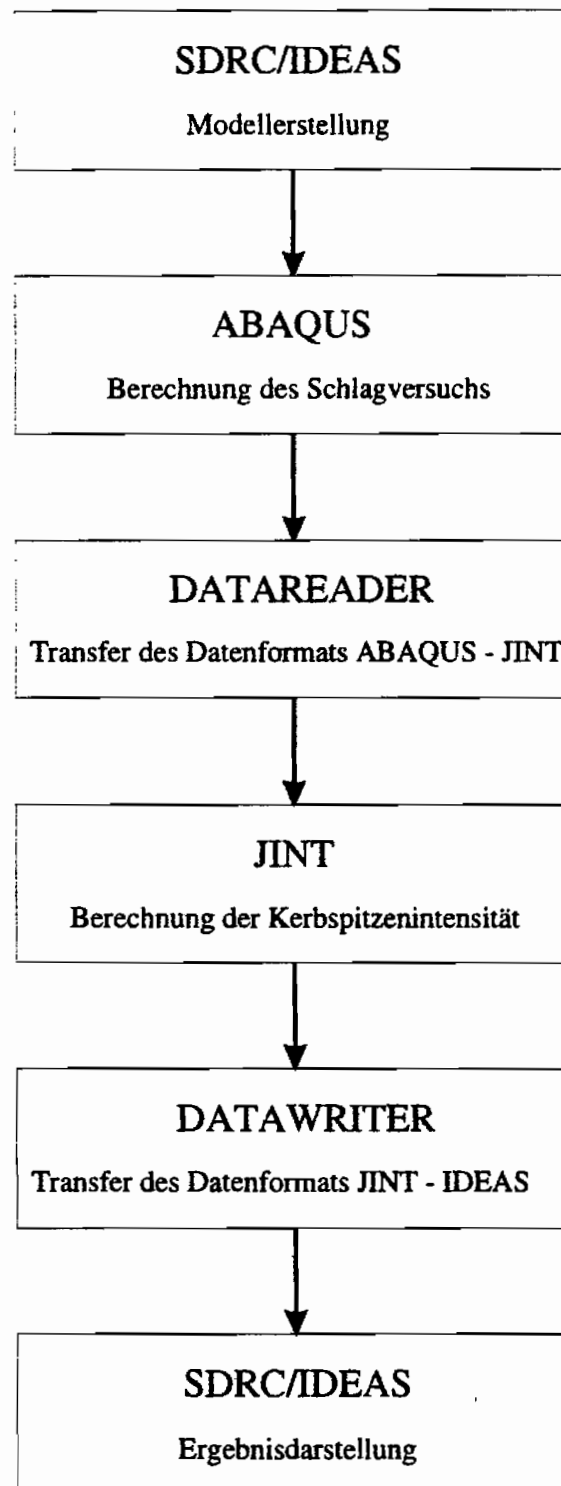 SDRC/IDEAS
Modellerstellung
ABAQUS
Berechnung des Schlagversuchs
DATAREADER
Transfer des Datenformats ABAQUS - JINT
JINT
Berechnung der Kerbspitzenintensität
DATAWRITER
Transfer des Datenformats JINT - IDEAS
SDRC/IDEAS
Ergebnisdarstellung